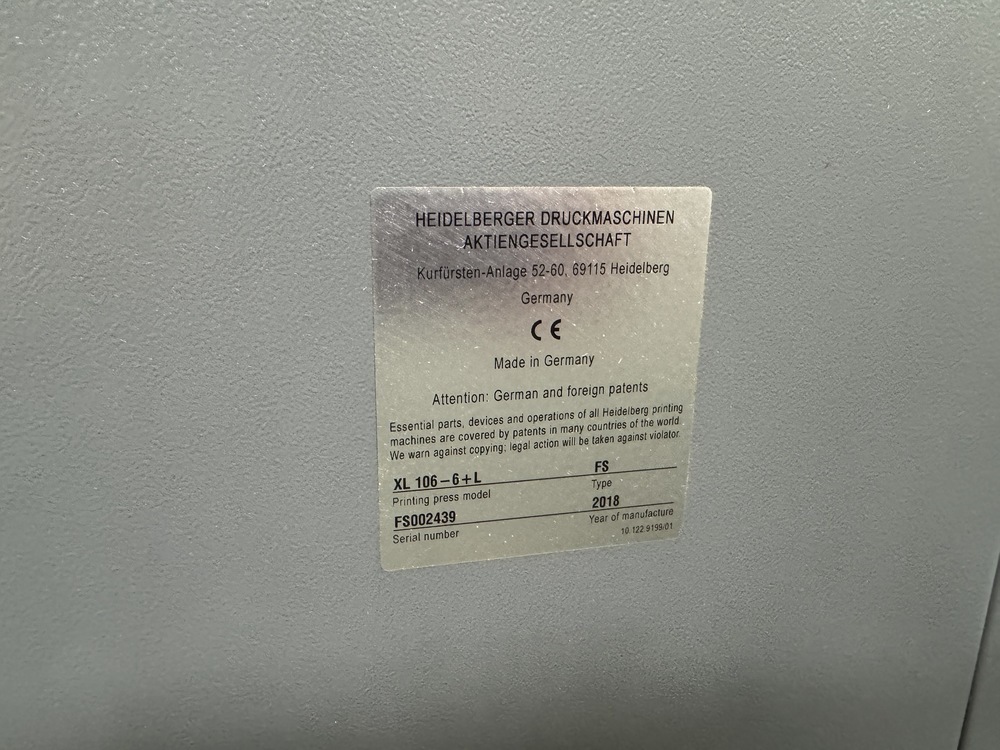 HEIDELBERGER DRUCKMASCHINEN
AKTIENGESELLSCHAFT
Kurfürsten-Anlage 52-60, 69115 Heidelberg
Germany
CE
Made in Germany
Attention: German and foreign patents
Essential parts, devices and operations of all Heidelberg printing
machines are covered by patents in many countries of the world.
We warn against copying; legal action will be taken against violator.
XL 106–6+L FS
Printing press model Type
FS002439 2018
Serial number Year of manufacture
10.122.9199/01